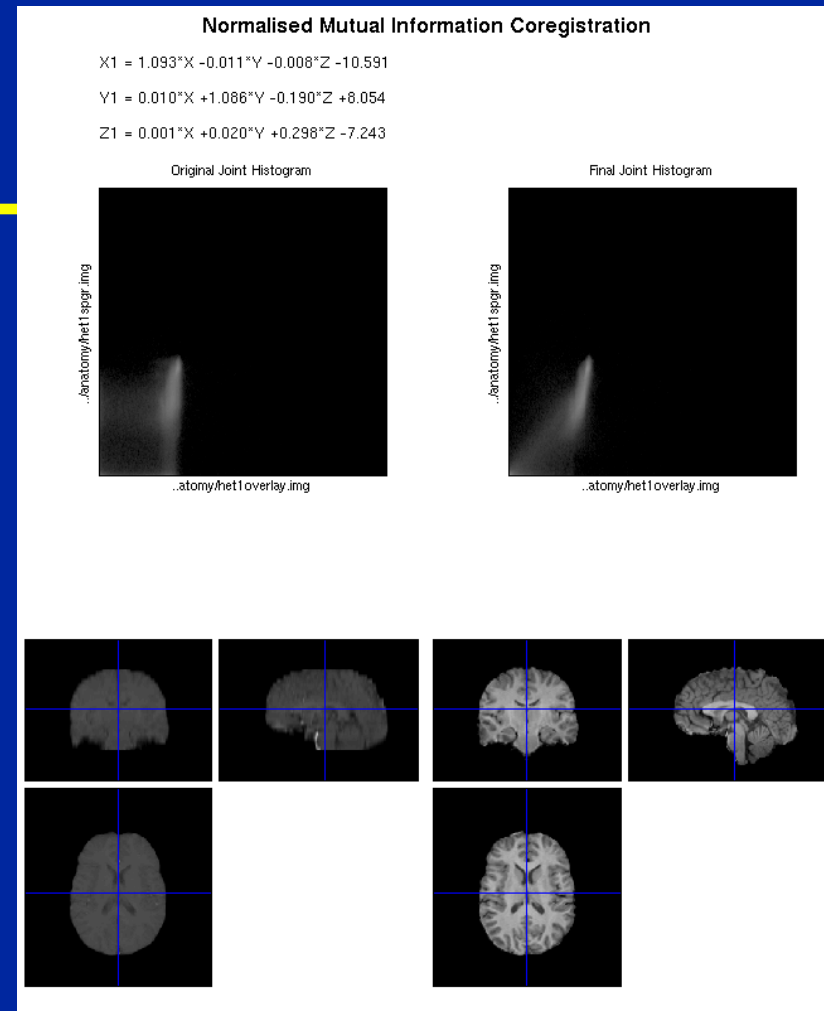 Normalised Mutual Information Coregistration
X1 = 1.093*X -0.011*Y -0.008*Z -10.591
Y1 = 0.010*X +1.086*Y -0.190*Z +8.054
Z1 = 0.001*X +0.020*Y +0.298*Z -7.243
Original Joint Histogram
Final Joint Histogram
../anatomy/het1spgr.img
../anatomy/het1spgr.img
..atomy/het1overlay.img
..atomy/het1overlay.img